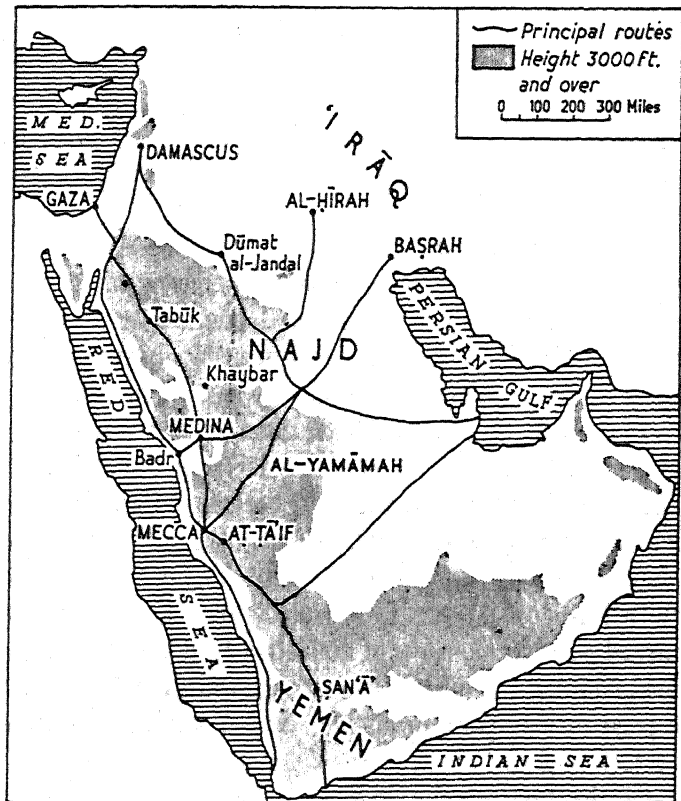 Principal routes
Height 3000 Ft.
and over
0 100 200 300 Miles
MED.
SEA
'IRĀQ
DAMASCUS
GAZA
AL-ḤĪRAH
Dūmat
al-Jandal
BAṢRAH
Tabūk
NAJD
PERSIAN
GULF
Khaybar
RED
MEDINA
Badr
AL-YAMĀMAH
MECCA
AT-TĀ'IF
SEA
SAN'Ā'
YEMEN
INDIAN SEA